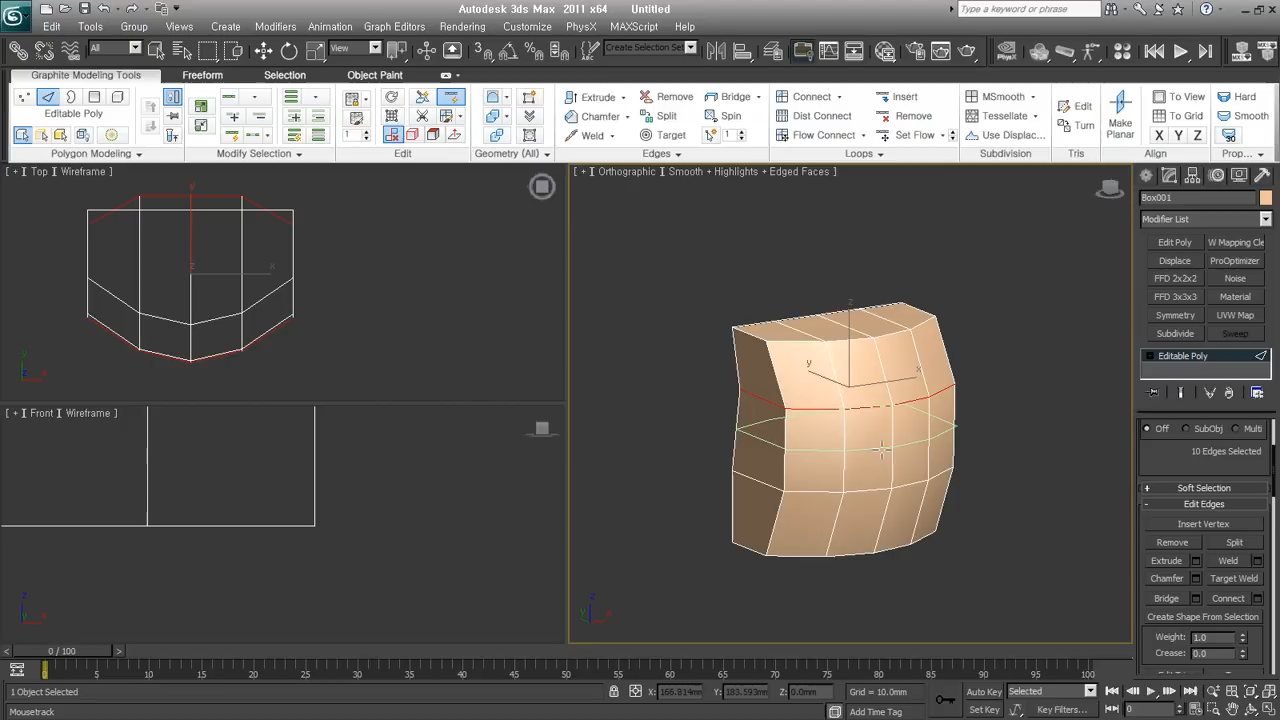 Autodesk 3ds Max 2011 x64 Untitled
Type a keyword or phrase
Edit Tools Group Views Create Modifiers Animation Graph Editors Rendering Customize PhysX MAXScript Help
All View Create Selection Set
Graphite Modeling Tools Freeform Selection Object Paint
Extrude Remove Bridge Connect Insert MSmooth Edit To View Hard
Editable Poly Chamfer Split Spin Dist Connect Remove Tessellate Turn Make Planar To Grid Smooth
1 Weld Target 1 Flow Connect Set Flow Use Displac... X Y Z
Polygon Modeling Modify Selection Edit Geometry (All) Edges Loops Subdivision Tris Align Prop...
[ + ] Top [ Wireframe ]
[ + ] Orthographic [ Smooth + Highlights + Edged Faces ]
y
z x
y
x
[ + ] Front [ Wireframe ]
z
x
z
y x
z
x
Box001
Modifier List
Edit Poly W Mapping Cle
Displace ProOptimizer
FFD 2x2x2 Noise
FFD 3x3x3 Material
Symmetry UVW Map
Subdivide Sweep
Editable Poly
Off SubObj Multi
10 Edges Selected
+ Soft Selection
- Edit Edges
Insert Vertex
Remove Split
Extrude Weld
Chamfer Target Weld
Bridge Connect
Create Shape From Selection
Weight: 1.0
Crease: 0.0
< 0 / 100 >
0 5 10 15 20 25 30 35 40 45 50 55 60 65 70 75 80 85 90 95 100
1 Object Selected X: 166.814mm Y: 183.593mm Z: 0.0mm Grid = 10.0mm Auto Key Selected
Mousetrack Add Time Tag Set Key Key Filters... 0